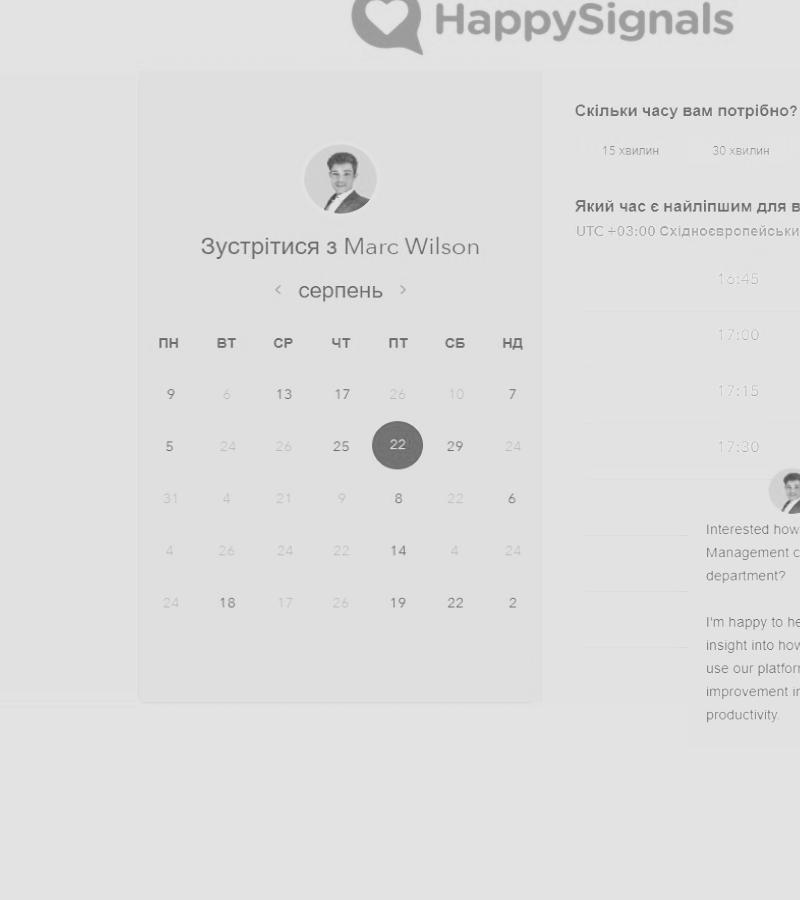 HappySignals
Зустрітися з Marc Wilson
серпень
ПН ВТ СР ЧТ ПТ СБ НД
9 6 13 17 26 10 7
5 24 26 25 22 29 24
31 4 21 9 8 22 6
4 26 24 22 14 4 24
24 18 17 26 19 22 2
Скільки часу вам потрібно?
15 хвилин 30 хвилин
Який час є найліпшим для в
UTC +03:00 Східноєвропейськи
16:45
17:00
17:15
17:30
Interested how
Management c
department?
I'm happy to he
insight into how
use our platfor
improvement in
productivity.